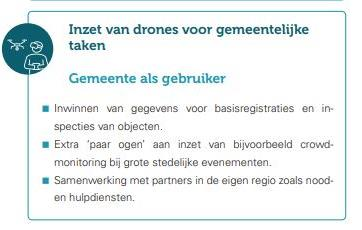 Inzet van drones voor gemeentelijke
taken
Gemeente als gebruiker
Inwinnen van gegevens voor basisregistraties en in-
specties van objecten.
Extra ‘paar ogen’ aan inzet van bijvoorbeeld crowd-
monitoring bij grote stedelijke evenementen.
Samenwerking met partners in de eigen regio zoals nood-
en hulpdiensten.